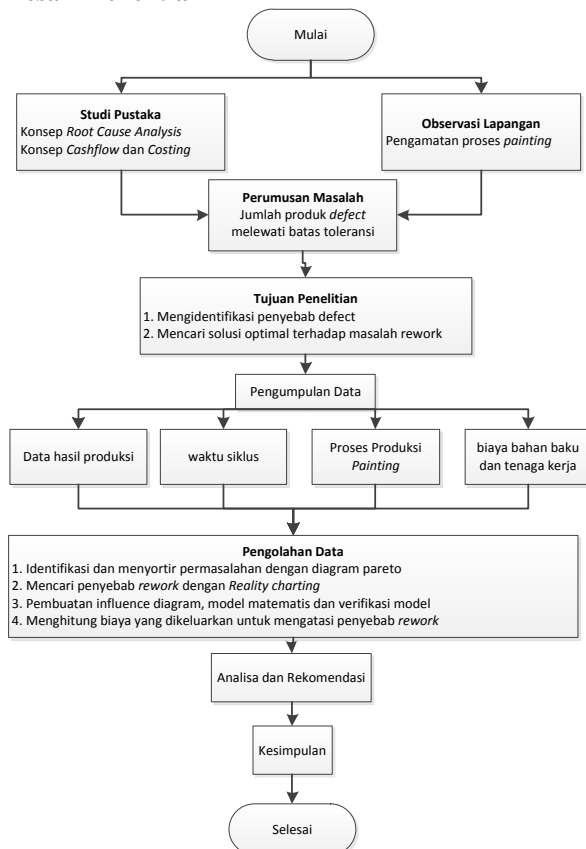 Mulai
Studi Pustaka
Konsep Root Cause Analysis
Konsep Cashflow dan Costing
Observasi Lapangan
Pengamatan proses painting
Perumusan Masalah
Jumlah produk defect
melewati batas toleransi
Tujuan Penelitian
1. Mengidentifikasi penyebab defect
2. Mencari solusi optimal terhadap masalah rework
Pengumpulan Data
Data hasil produksi
waktu siklus
Proses Produksi
Painting
biaya bahan baku
dan tenaga kerja
Pengolahan Data
1. Identifikasi dan menyortir permasalahan dengan diagram pareto
2. Mencari penyebab rework dengan Reality charting
3. Pembuatan influence diagram, model matematis dan verifikasi model
4. Menghitung biaya yang dikeluarkan untuk mengatasi penyebab rework
Analisa dan Rekomendasi
Kesimpulan
Selesai